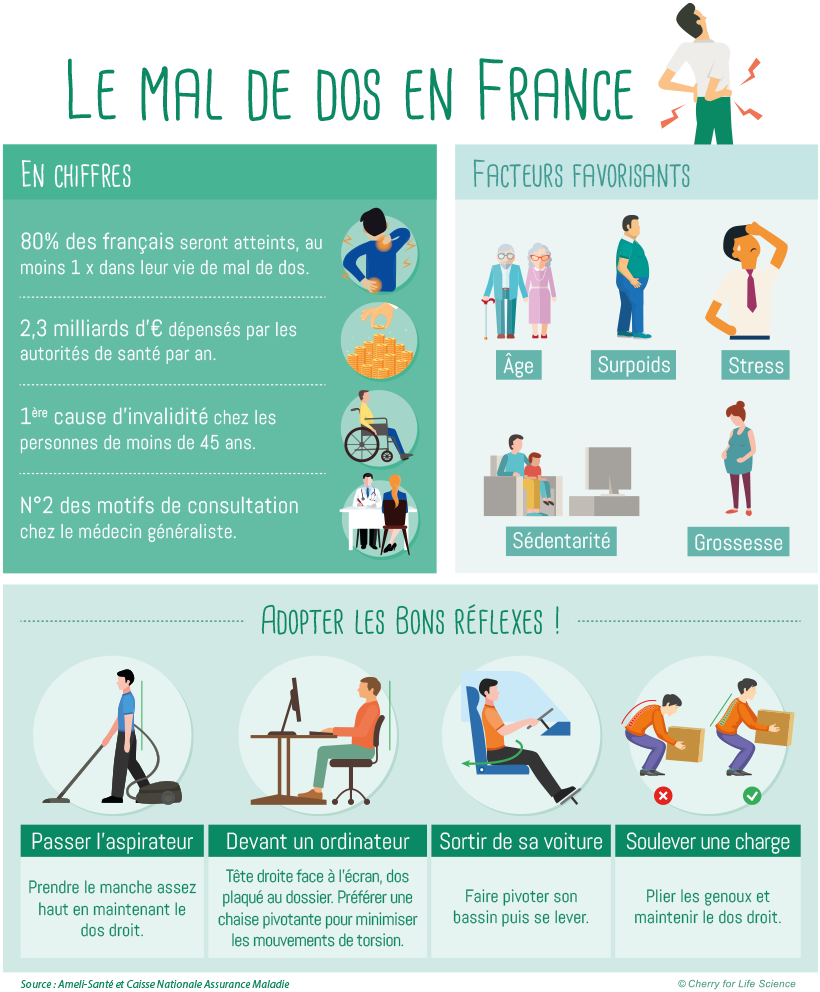 Le mal de dos en France
En chiffres
80% des français seront atteints, au
moins 1 x dans leur vie de mal de dos.
2,3 milliards d'€ dépensés par les
autorités de santé par an.
1ère cause d'invalidité chez les
personnes de moins de 45 ans.
N°2 des motifs de consultation
chez le médecin généraliste.
Facteurs favorisants
Âge
Surpoids
Stress
Sédentarité
Grossesse
Adopter les Bons réflexes !
Passer l'aspirateur
Prendre le manche assez
haut en maintenant le
dos droit.
Devant un ordinateur
Tête droite face à l'écran, dos
plaqué au dossier. Préférer une
chaise pivotante pour minimiser
les mouvements de torsion.
Sortir de sa voiture
Faire pivoter son
bassin puis se lever.
Soulever une charge
Plier les genoux et
maintenir le dos droit.
Source : Ameli-Santé et Caisse Nationale Assurance Maladie
© Cherry for Life Science